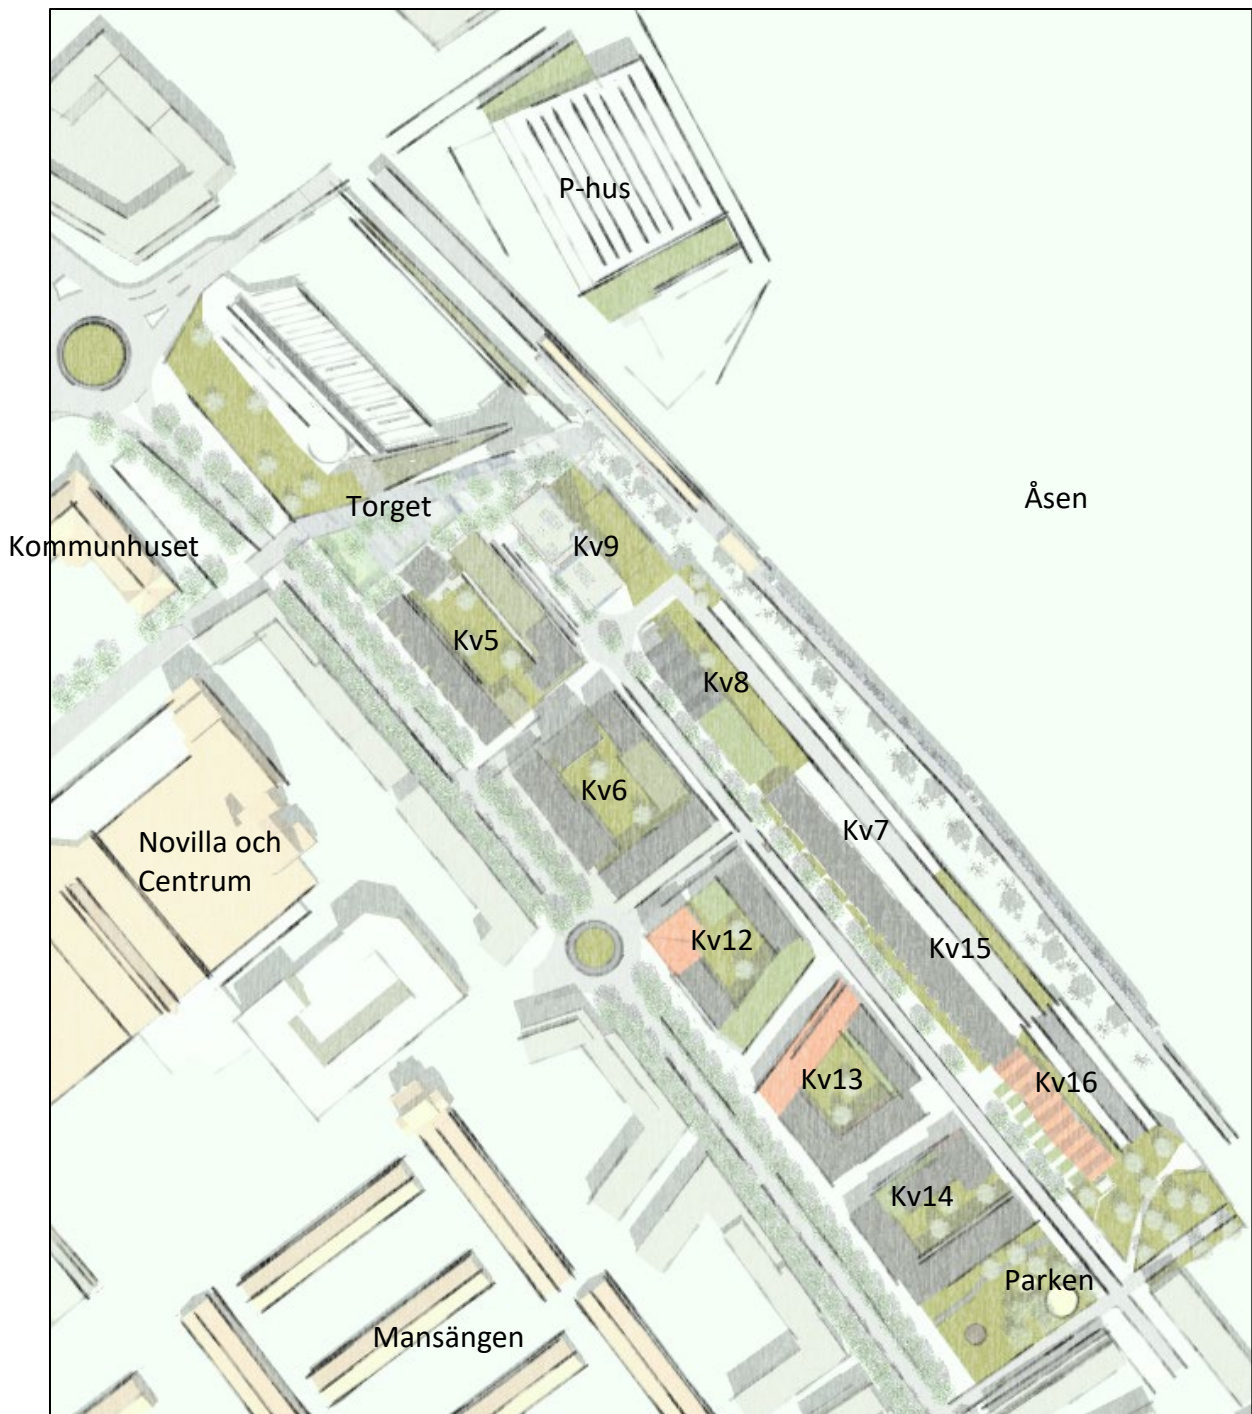 P-hus
Åsen
Torget
Kommunhuset
Kv9
Kv5
Kv8
Kv6
Kv7
Novilla och
Centrum
Kv12
Kv15
Kv13
Kv16
Kv14
Parken
Mansängen